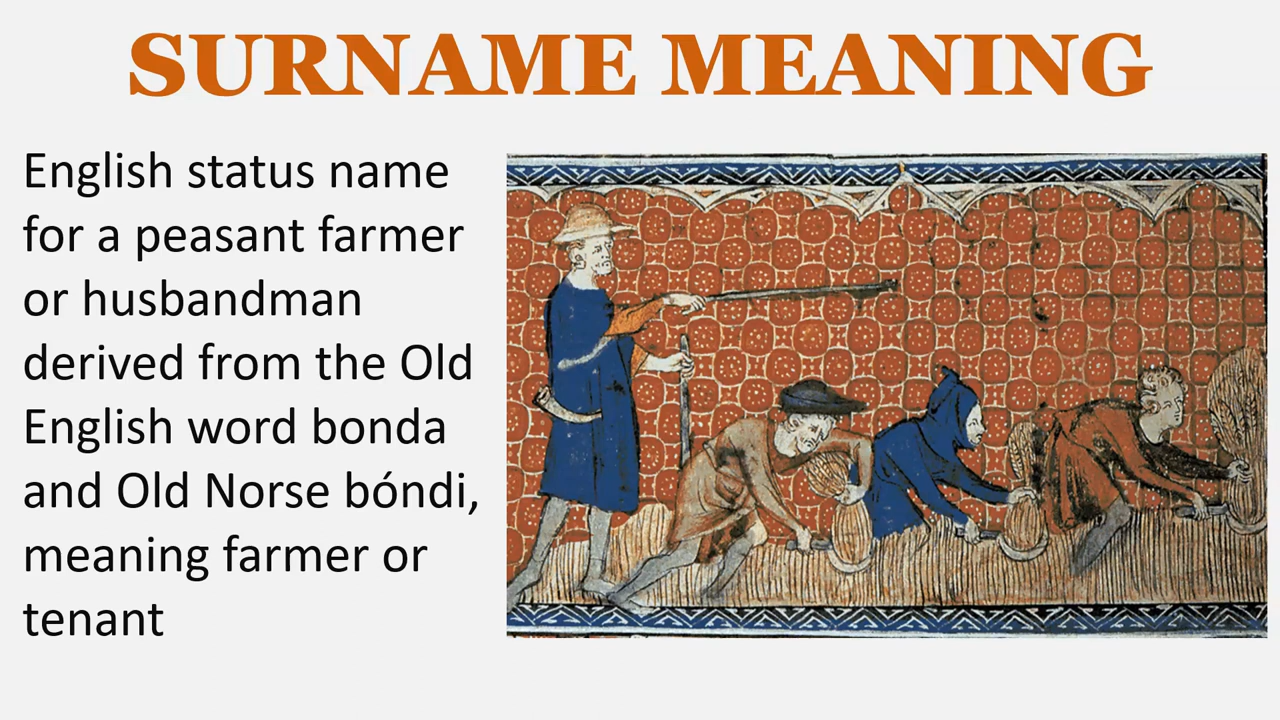 SURNAME MEANING
English status name
for a peasant farmer
or husbandman
derived from the Old
English word bonda
and Old Norse bóndi,
meaning farmer or
tenant